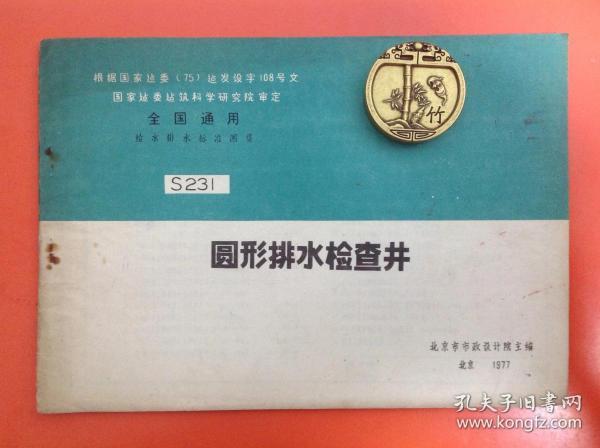 根据国家建委(75)建发设字108号文
国家建委建筑科学研究院审定
全国通用
给水排水标准图集
S231
圆形排水检查井
北京市市政设计院主编
北京 1977
竹
孔夫子旧书网
www.kongfz.com